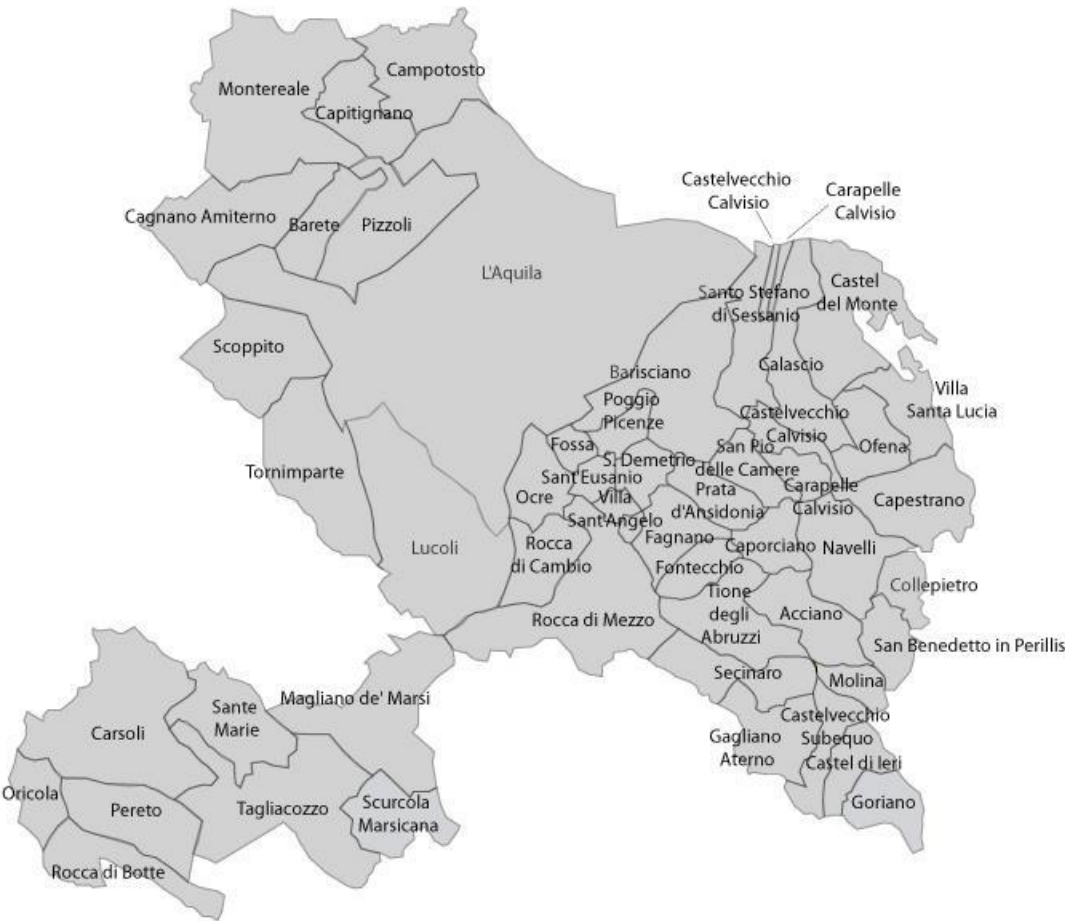 Campotosto
Montereale
Capitignano
Castelvecchio
Calvisio
Carapelle
Calvisio
Cagnano Amiterno
Barete
Pizzoli
L'Aquila
Santo Stefano
di Sessanio
Castel
del Monte
Scoppito
Barisciano
Calascio
Villa
Santa Lucia
Poggio
Picenze
Castelvecchio
Calvisio
Fossa
San Pio
delle Camere
Ofena
S. Demetrio
Tornimparte
Sant'Eusanio
Ocre
Villa
Sant'Angelo
Prata
d'Ansidonia
Carapelle
Calvisio
Capestrano
Lucoli
Rocca
di Cambio
Fagnano
Caporciano
Navelli
Fontecchio
Collepietro
Tione
degli
Abruzzi
Acciano
Rocca di Mezzo
San Benedetto in Perillis
Secinaro
Molina
Magliano de' Marsi
Sante
Marie
Carsoli
Castelvecchio
Subequo
Gagliano
Aterno
Castel di Ieri
Oricola
Pereto
Tagliacozzo
Scurcola
Marsicana
Goriano
Rocca di Botte